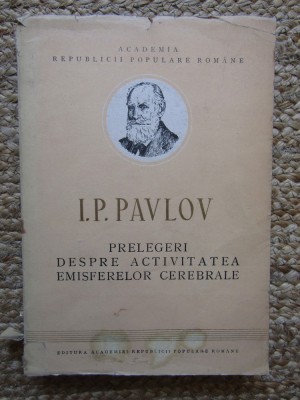 ACADEMIA
REPUBLICII POPULARE ROMÂNE
I.P. PAVLOV
PRELEGERI
DESPRE ACTIVITATEA
EMISFERELOR CEREBRALE
EDITURA ACADEMIEI REPUBLICII POPULARE ROMÂNE